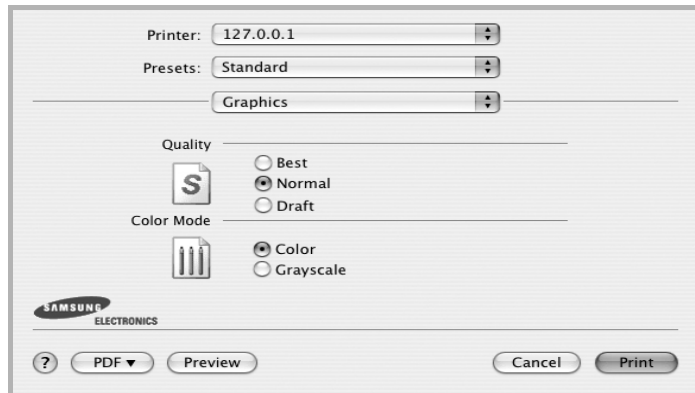 Printer: 127.0.0.1
Presets: Standard
Graphics
Quality
Best
S
Normal
Draft
Color Mode
Color
Grayscale
SAMSUNG
ELECTRONICS
? PDF ▼ Preview Cancel Print